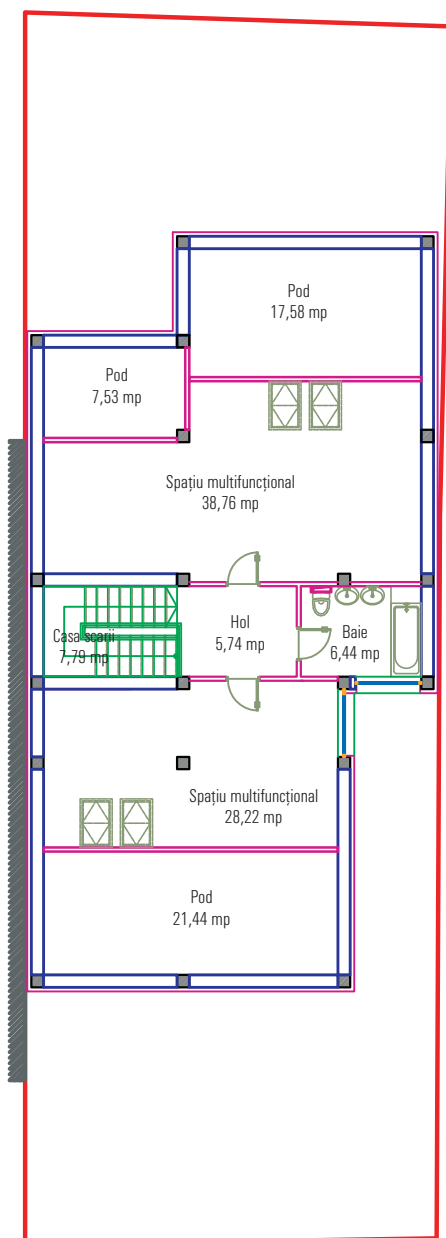 Pod
17,58 mp
Pod
7,53 mp
Spațiu multifuncțional
38,76 mp
Hol
5,74 mp
Casa scarii
7,79 mp
Baie
6,44 mp
Spațiu multifuncțional
28,22 mp
Pod
21,44 mp